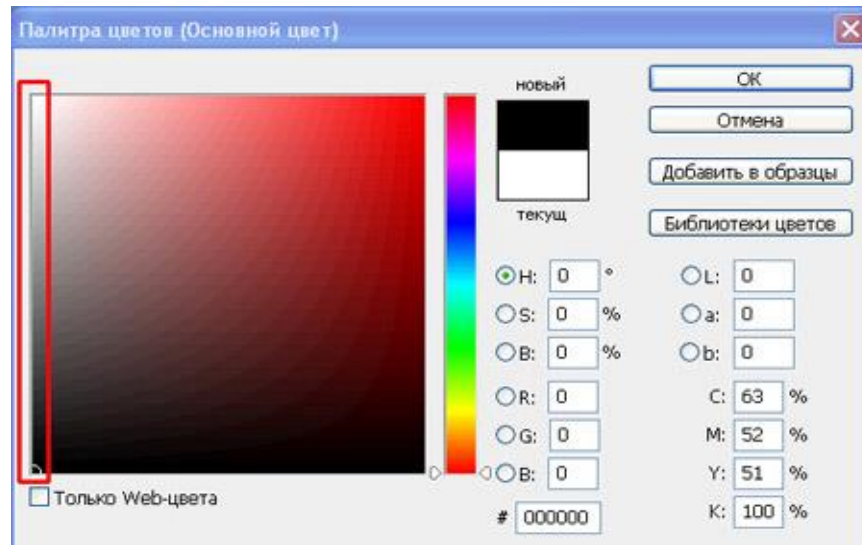 Палитра цветов (Основной цвет)
новый
текущ
ОК
Отмена
Добавить в образцы
Библиотеки цветов
H: 0 °
S: 0 %
B: 0 %
R: 0
G: 0
B: 0
# 000000
L: 0
a: 0
b: 0
C: 63 %
M: 52 %
Y: 51 %
K: 100 %
Только Web-цвета